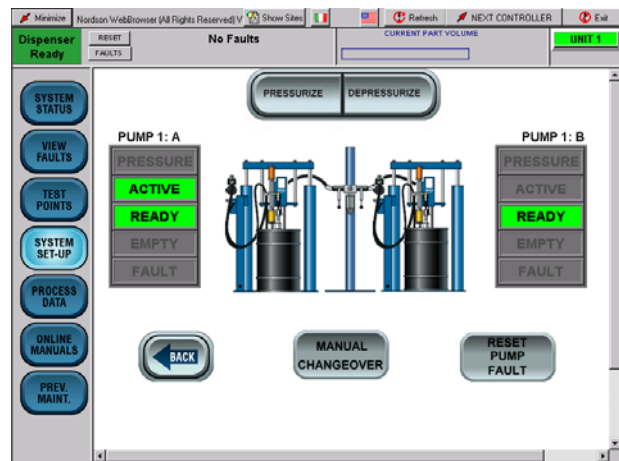 Minimize
Nordson WebBrowser (All Rights Reserved) V
Show Sites
Refresh
NEXT CONTROLLER
Exit
Dispenser
Ready
RESET
FAULTS
No Faults
CURRENT PART VOLUME
UNIT 1
SYSTEM
STATUS
VIEW
FAULTS
TEST
POINTS
SYSTEM
SET-UP
PROCESS
DATA
ONLINE
MANUALS
PREV.
MAINT.
PRESSURIZE
DEPRESSURIZE
PUMP 1: A
PRESSURE
ACTIVE
READY
EMPTY
FAULT
PUMP 1: B
PRESSURE
ACTIVE
READY
EMPTY
FAULT
BACK
MANUAL
CHANGEOVER
RESET
PUMP
FAULT